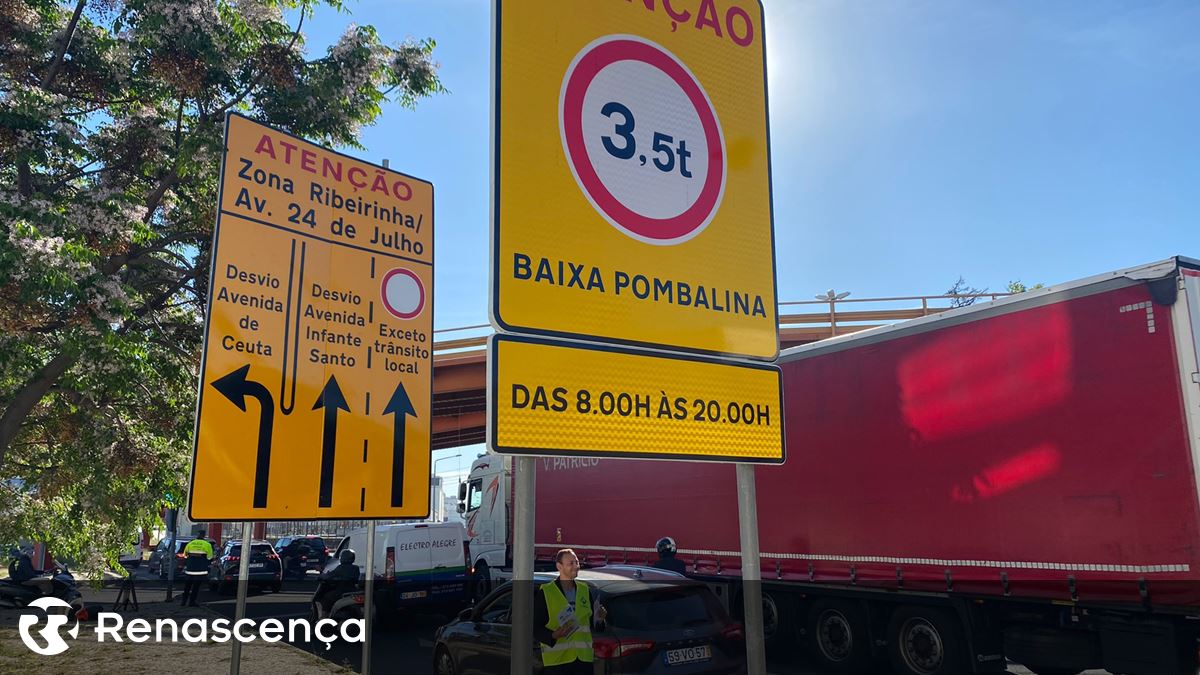 ATENÇÃO
Zona Ribeirinha/
Av. 24 de Julho
Desvio
Avenida
de
Ceuta
Desvio
Avenida
Infante
Santo
Exceto
trânsito
local
ATENÇÃO
3,5t
BAIXA POMBALINA
DAS 8.00H ÀS 20.00H
V. PATRÍCIO
ELECTRO ALEGRE
59 VO 57
Renascença